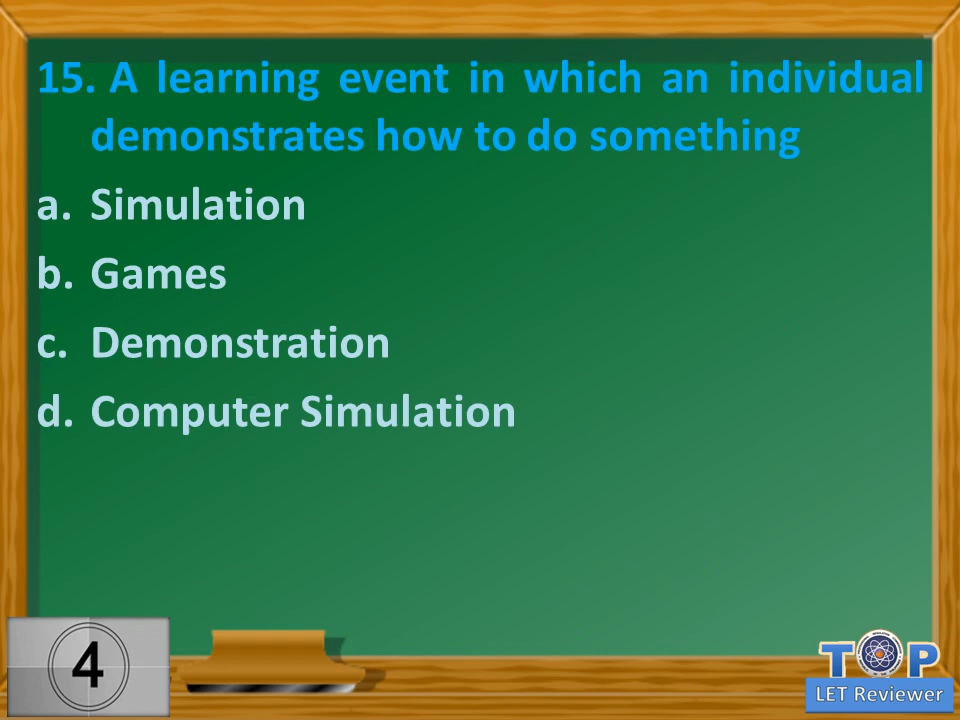 15. A learning event in which an individual
demonstrates how to do something
a. Simulation
b. Games
c. Demonstration
d. Computer Simulation
4
TOP
LET Reviewer